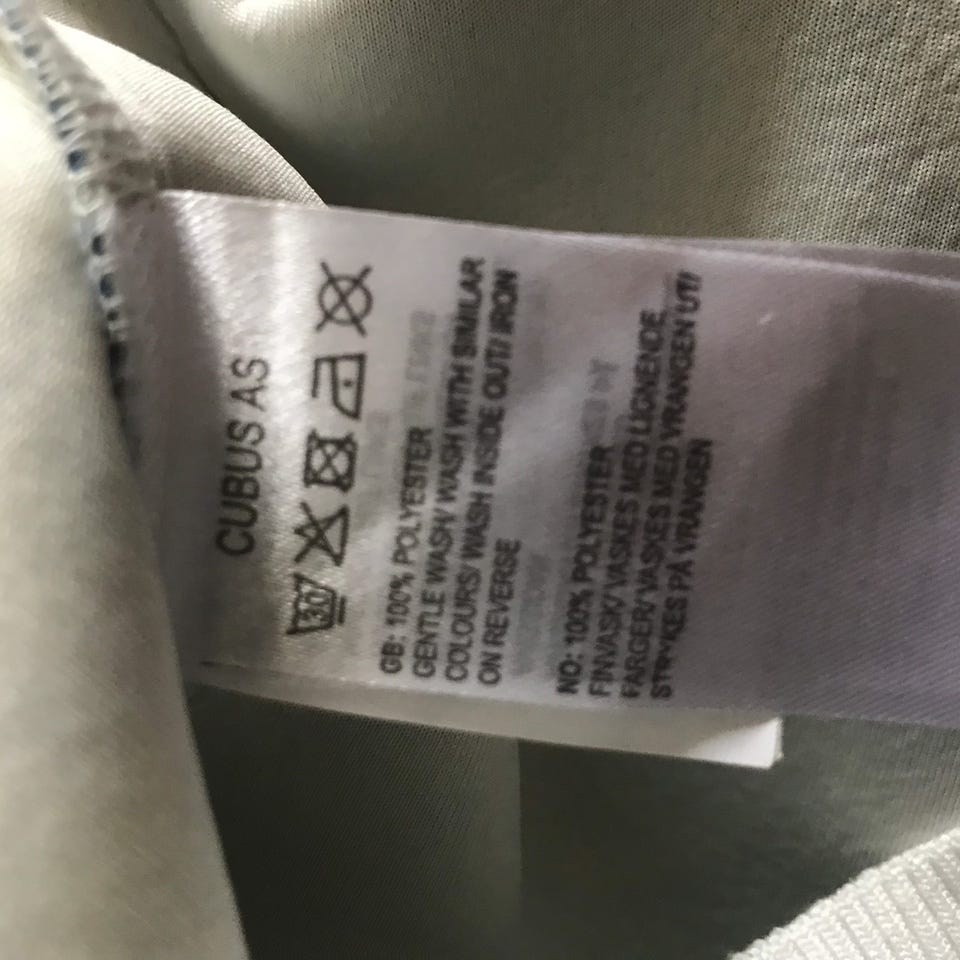 CUBUS AS
30
GB: 100% POLYESTER
GENTLE WASH/ WASH WITH SIMILAR
COLOURS/ WASH INSIDE OUT/ IRON
ON REVERSE
NO: 100% POLYESTER
FINVASK/ VASKES MED LIGNENDE
FARGER/ VASKES MED VRANGEN UT/
STRYKES PÅ VRANGEN